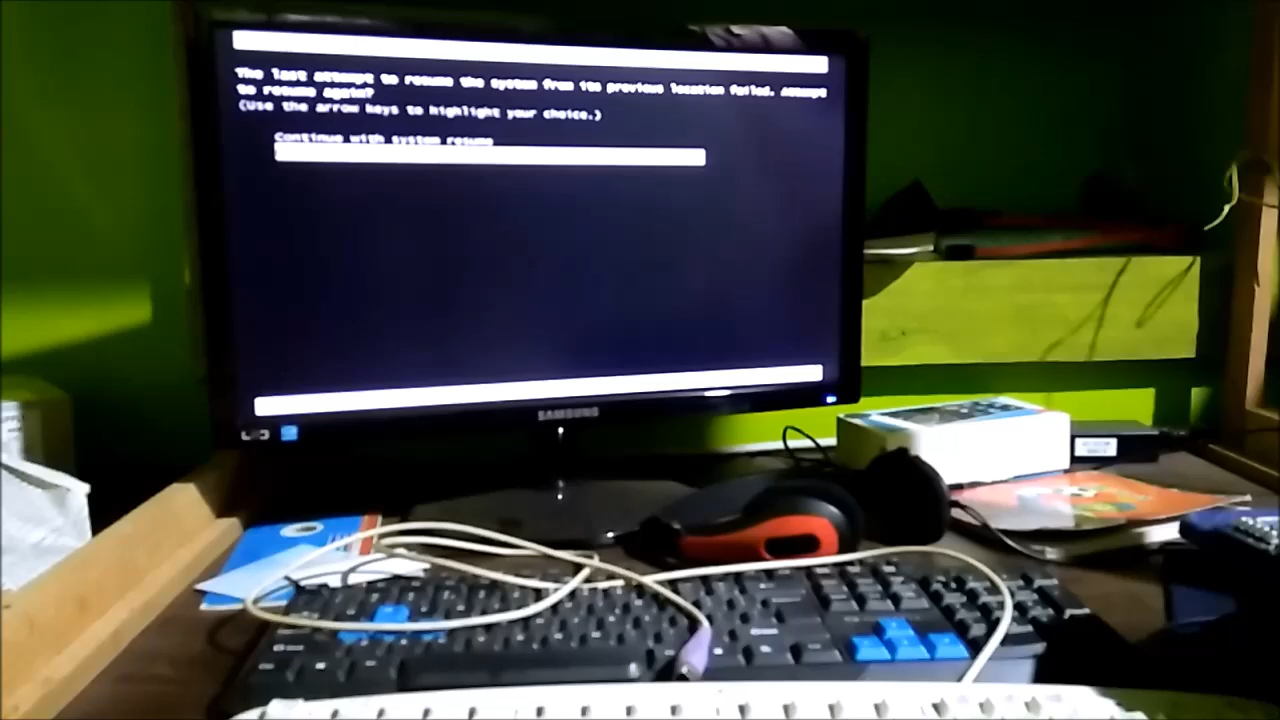 The last attempt to resume the system from its previous location failed. Attempt
to resume again?
(Use the arrow keys to highlight your choice.)
Continue with system resume
SAMSUNG